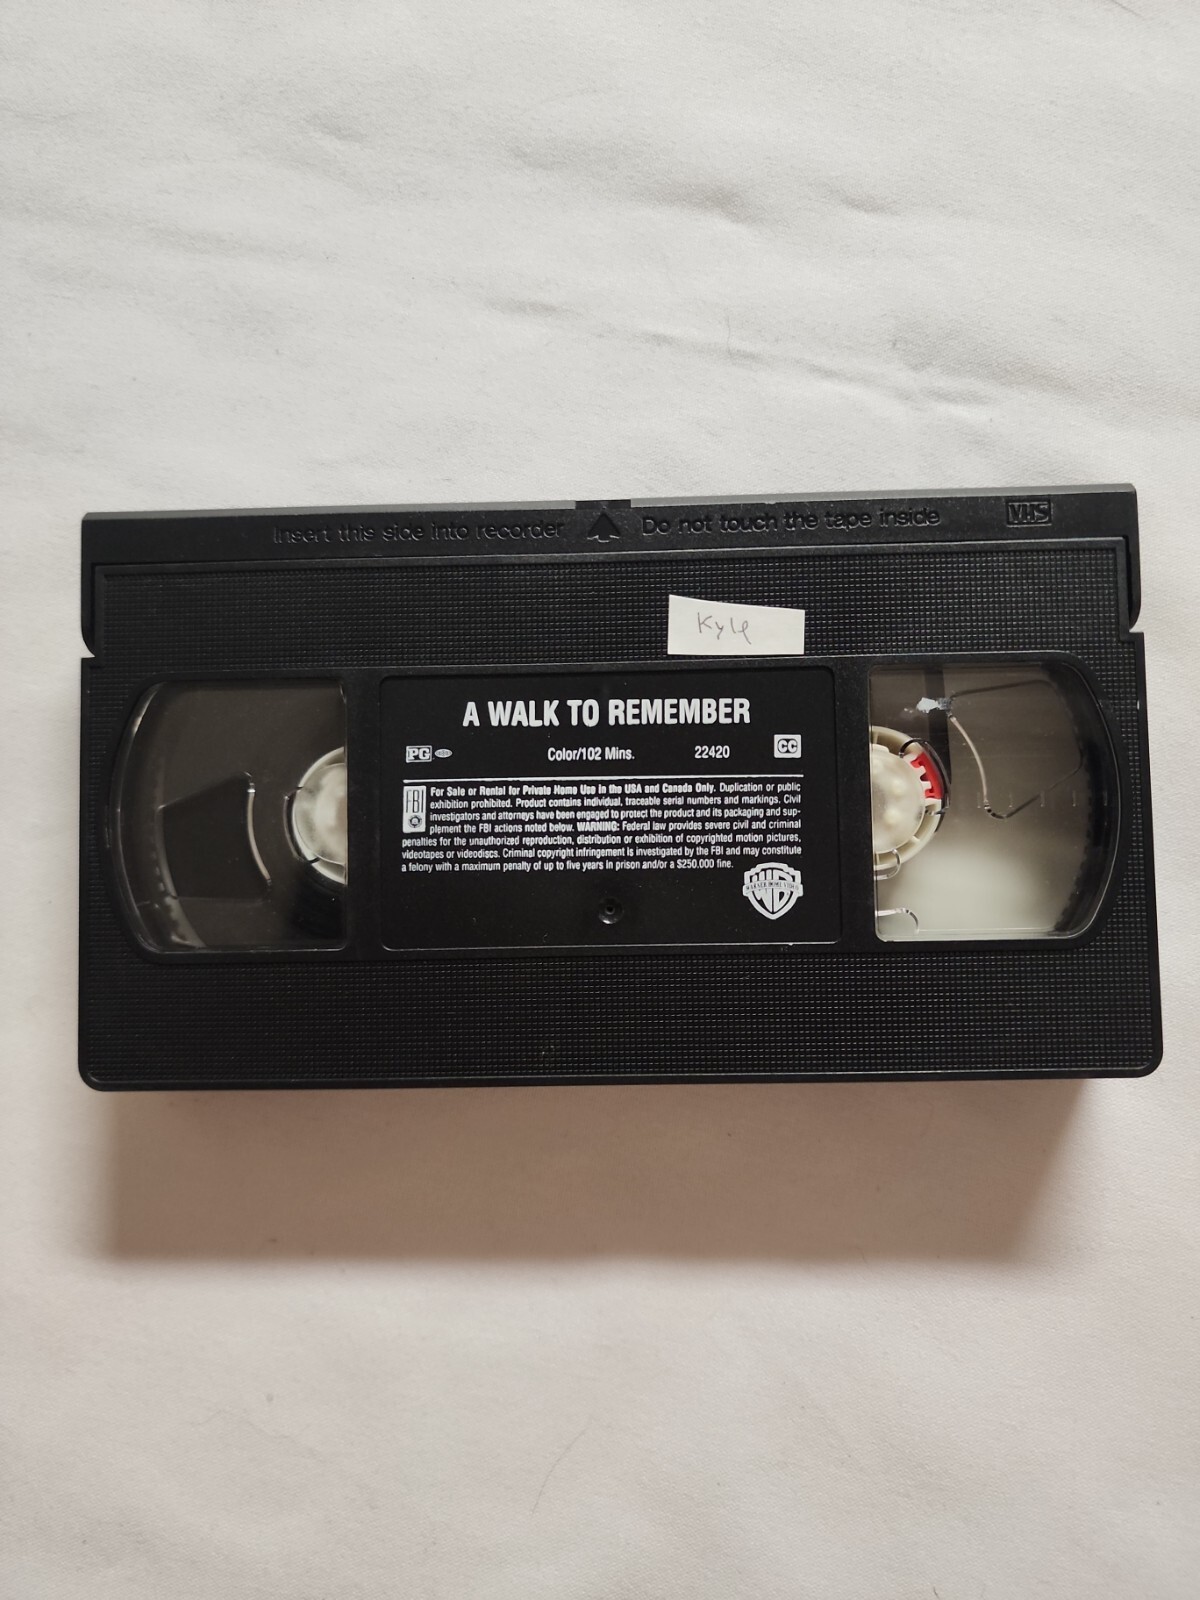 Insert this side into recorder Do not touch the tape inside VHS
Kyle
A WALK TO REMEMBER
PG Color/102 Mins. 22420 CC
FBI
For Sale or Rental for Private Home Use in the USA and Canada Only. Duplication or public
exhibition prohibited. Product contains individual, traceable serial numbers and markings. Civil
investigators and attorneys have been engaged to protect the product and its packaging and sup-
plement the FBI actions noted below. WARNING: Federal law provides severe civil and criminal
penalties for the unauthorized reproduction, distribution or exhibition of copyrighted motion pictures,
videotapes or videodiscs. Criminal copyright infringement is investigated by the FBI and may constitute
a felony with a maximum penalty of up to five years in prison and/or a $250.000 fine.
WB
WARNER HOME VIDEO